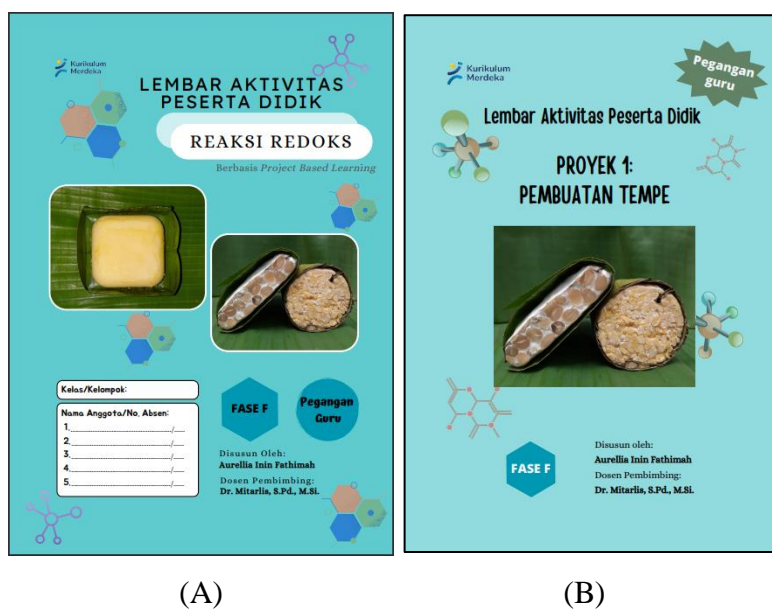 Kurikulum
Merdeka
LEMBAR AKTIVITAS
PESERTA DIDIK
REAKSI REDOKS
Berbasis Project Based Learning
Kelas/Kelompok:
Nama Anggota/No. Absen:
1. /
2. /
3. /
4. /
5. /
FASE F
Pegangan
Guru
Disusun Oleh:
Aurellia Inin Fathimah
Dosen Pembimbing:
Dr. Mitarlis, S.Pd., M.Si.
(A)
Kurikulum
Merdeka
Pegangan
guru
Lembar Aktivitas Peserta Didik
PROYEK 1:
PEMBUATAN TEMPE
FASE F
Disusun oleh:
Aurellia Inin Fathimah
Dosen Pembimbing:
Dr. Mitarlis, S.Pd., M.Si.
(B)